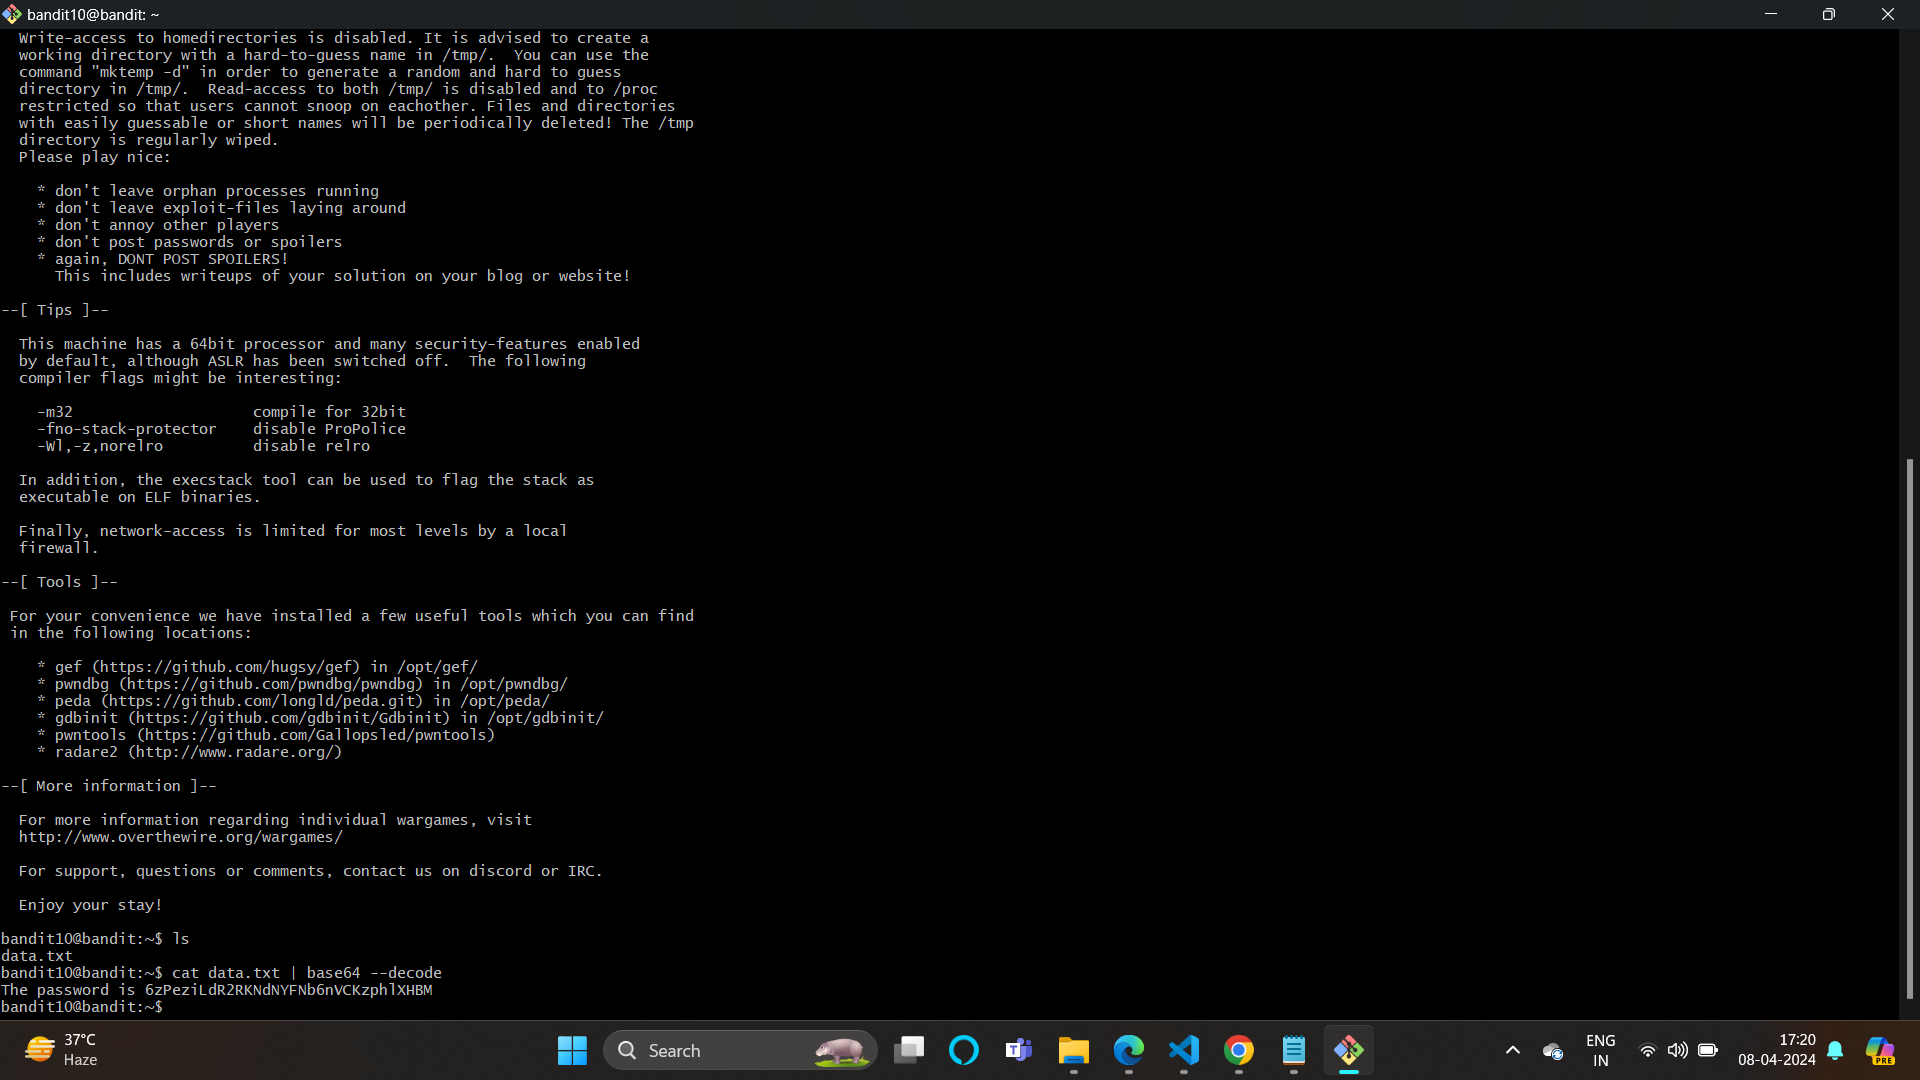 bandit10@bandit: ~
Write-access to homedirectories is disabled. It is advised to create a
working directory with a hard-to-guess name in /tmp/.  You can use the
command "mktemp -d" in order to generate a random and hard to guess
directory in /tmp/.  Read-access to both /tmp/ is disabled and to /proc
restricted so that users cannot snoop on eachother. Files and directories
with easily guessable or short names will be periodically deleted! The /tmp
directory is regularly wiped.
Please play nice:
* don't leave orphan processes running
* don't leave exploit-files laying around
* don't annoy other players
* don't post passwords or spoilers
* again, DONT POST SPOILERS!
This includes writeups of your solution on your blog or website!
--[ Tips ]--
This machine has a 64bit processor and many security-features enabled
by default, although ASLR has been switched off.  The following
compiler flags might be interesting:
-m32                    compile for 32bit
-fno-stack-protector    disable ProPolice
-Wl,-z,norelro          disable relro
In addition, the execstack tool can be used to flag the stack as
executable on ELF binaries.
Finally, network-access is limited for most levels by a local
firewall.
--[ Tools ]--
For your convenience we have installed a few useful tools which you can find
in the following locations:
* gef (https://github.com/hugsy/gef) in /opt/gef/
* pwndbg (https://github.com/pwndbg/pwndbg) in /opt/pwndbg/
* peda (https://github.com/longld/peda.git) in /opt/peda/
* gdbinit (https://github.com/gdbinit/Gdbinit) in /opt/gdbinit/
* pwntools (https://github.com/Gallopsled/pwntools)
* radare2 (http://www.radare.org/)
--[ More information ]--
For more information regarding individual wargames, visit
http://www.overthewire.org/wargames/
For support, questions or comments, contact us on discord or IRC.
Enjoy your stay!
bandit10@bandit:~$ ls
data.txt
bandit10@bandit:~$ cat data.txt | base64 --decode
The password is 6zPeziLdR2RKNdNYFNb6nVCKzphlXHBM
bandit10@bandit:~$
37°C
Haze
Search
ENG
IN
17:20
08-04-2024
PRE